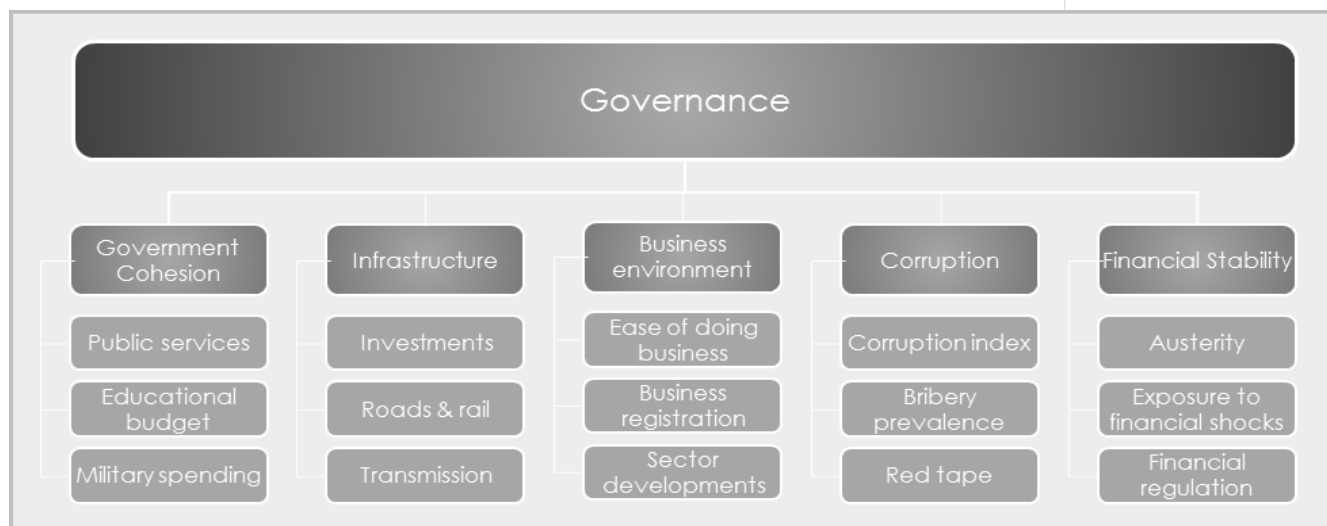 Governance
Government
Cohesion
Public services
Educational
budget
Military spending
Infrastructure
Investments
Roads & rail
Transmission
Business
environment
Ease of doing
business
Business
registration
Sector
developments
Corruption
Corruption index
Bribery
prevalence
Red tape
Financial Stability
Austerity
Exposure to
financial shocks
Financial
regulation